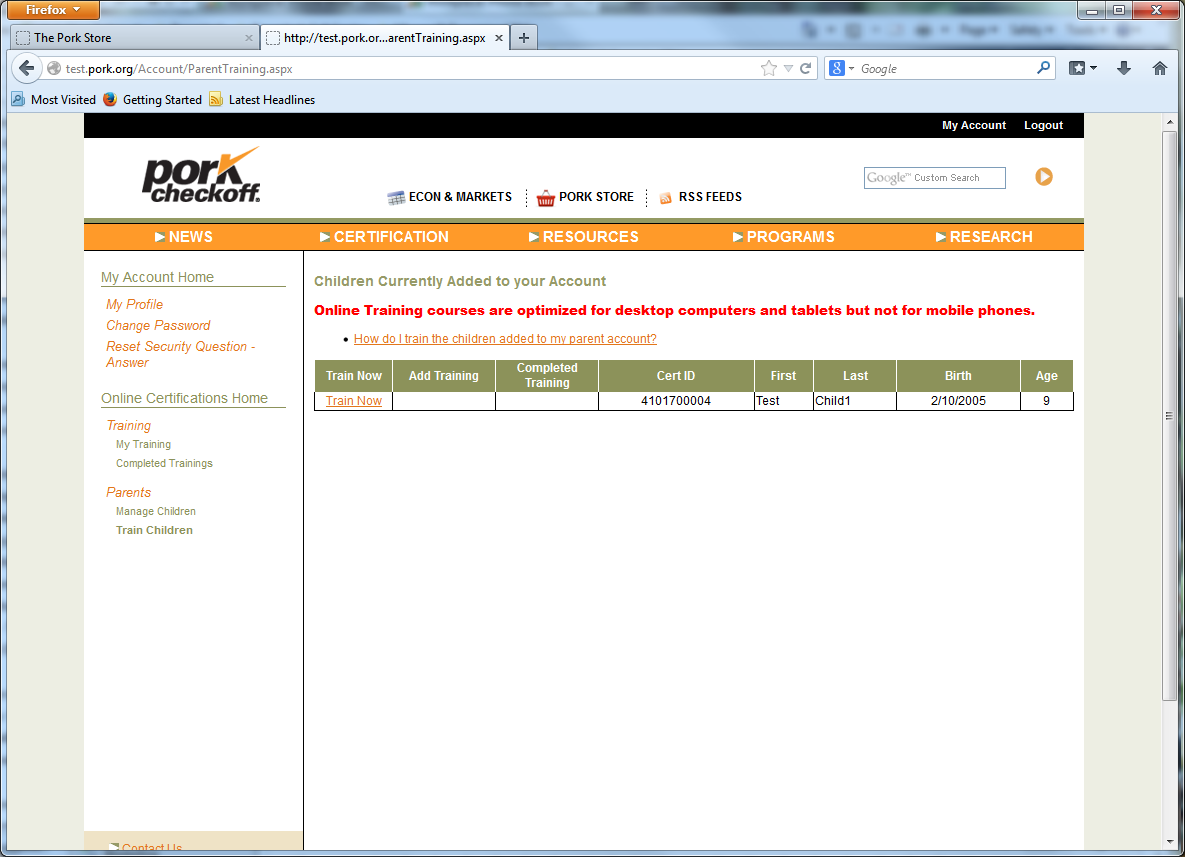 Firefox
The Pork Store
http://test.pork.or...arentTraining.aspx
test.pork.org/Account/ParentTraining.aspx
Google
Most Visited
Getting Started
Latest Headlines
My Account
Logout
pork
checkoff.
ECON & MARKETS
PORK STORE
RSS FEEDS
Google™ Custom Search
NEWS
CERTIFICATION
RESOURCES
PROGRAMS
RESEARCH
My Account Home
My Profile
Change Password
Reset Security Question -
Answer
Online Certifications Home
Training
My Training
Completed Trainings
Parents
Manage Children
Train Children
Contact Us
Children Currently Added to your Account
Online Training courses are optimized for desktop computers and tablets but not for mobile phones.
How do I train the children added to my parent account?
Train Now Add Training Completed Training Cert ID First Last Birth Age
Train Now 4101700004 Test Child1 2/10/2005 9